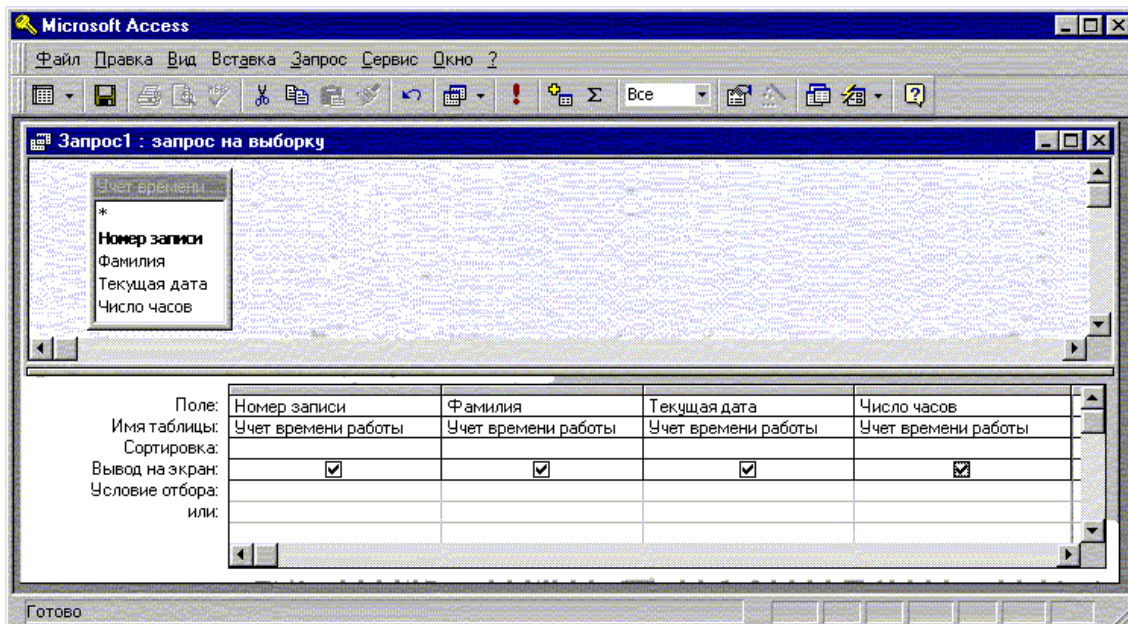 Microsoft Access
Файл Правка Вид Вставка Запрос Сервис Окно ?
Все
Запрос1 : запрос на выборку
Учет времени...
*
Номер записи
Фамилия
Текущая дата
Число часов
Поле: Номер записи Фамилия Текущая дата Число часов
Имя таблицы: Учет времени работы Учет времени работы Учет времени работы Учет времени работы
Сортировка:
Вывод на экран:
Условие отбора:
или:
Готово